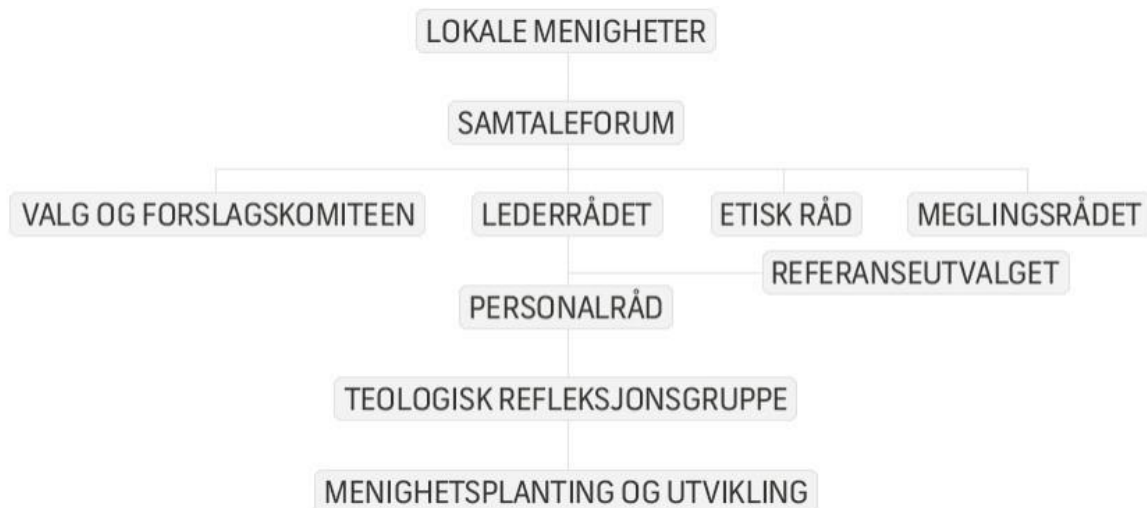 LOKALE MENIGHETER
SAMTALEFORUM
VALG OG FORSLAGSKOMITEEN
LEDERRÅDET
ETISK RÅD
MEGLINGSRÅDET
REFERANSEUTVALGET
PERSONALRÅD
TEOLOGISK REFLEKSJONSGRUPPE
MENIGHETSPLANTING OG UTVIKLING